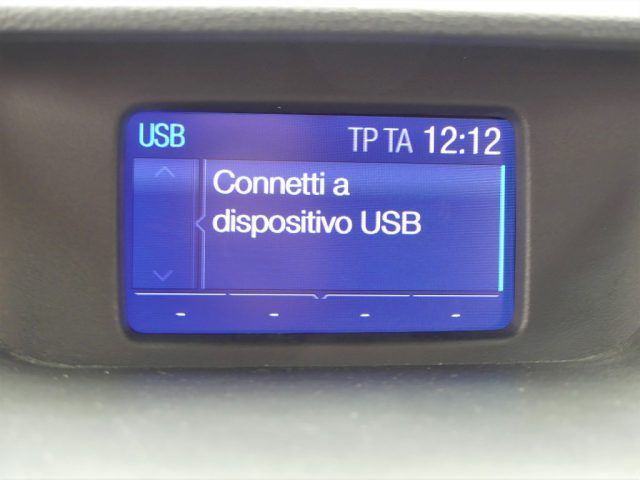 USB TP TA 12:12
Connetti a
dispositivo USB
- - - -